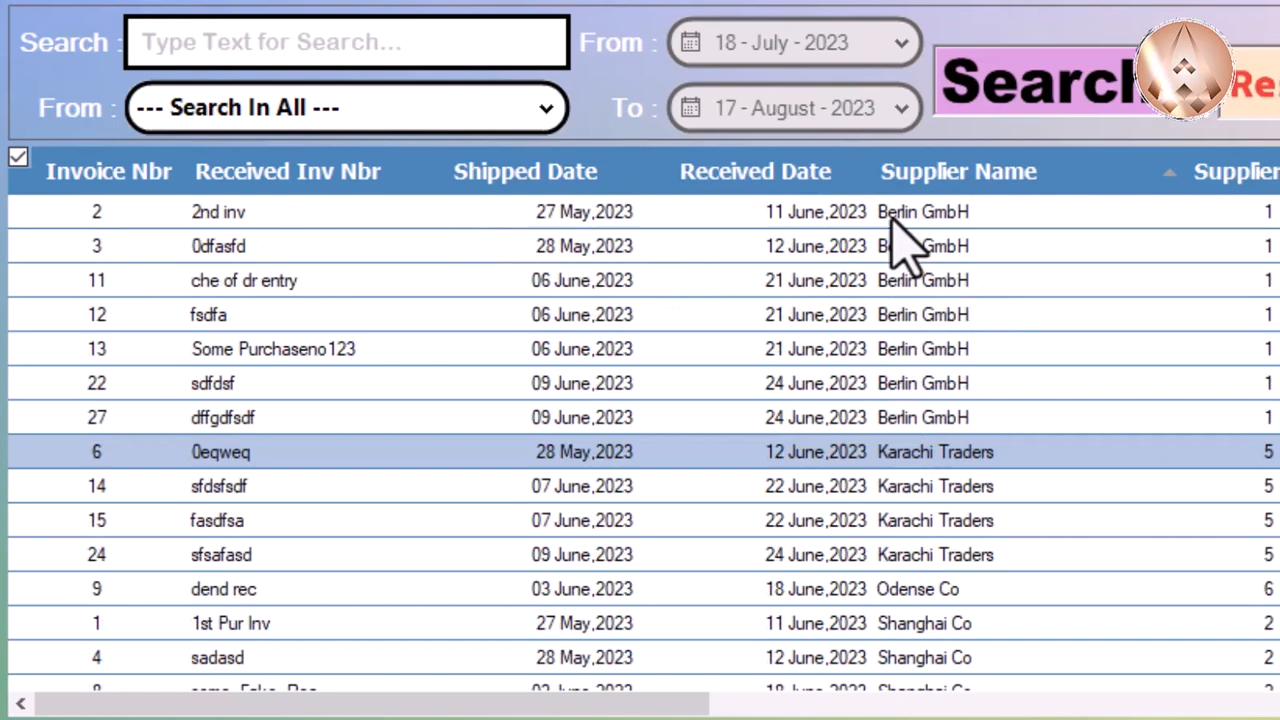 Search : Type Text for Search... From : 18 - July - 2023
From : --- Search In All --- To : 17 - August - 2023 Search
Invoice Nbr Received Inv Nbr Shipped Date Received Date Supplier Name Supplier
2 2nd inv 27 May,2023 11 June,2023 Berlin GmbH 1
3 0dfasfd 28 May,2023 12 June,2023 Berlin GmbH 1
11 che of dr entry 06 June,2023 21 June,2023 Berlin GmbH 1
12 fsdfa 06 June,2023 21 June,2023 Berlin GmbH 1
13 Some Purchaseno123 06 June,2023 21 June,2023 Berlin GmbH 1
22 sdfdsf 09 June,2023 24 June,2023 Berlin GmbH 1
27 dffgdfsdf 09 June,2023 24 June,2023 Berlin GmbH 1
6 0eqweq 28 May,2023 12 June,2023 Karachi Traders 5
14 sfdsfsdf 07 June,2023 22 June,2023 Karachi Traders 5
15 fasdfsa 07 June,2023 22 June,2023 Karachi Traders 5
24 sfsafasd 09 June,2023 24 June,2023 Karachi Traders 5
9 dend rec 03 June,2023 18 June,2023 Odense Co 6
1 1st Pur Inv 27 May,2023 11 June,2023 Shanghai Co 2
4 sadasd 28 May,2023 12 June,2023 Shanghai Co 2